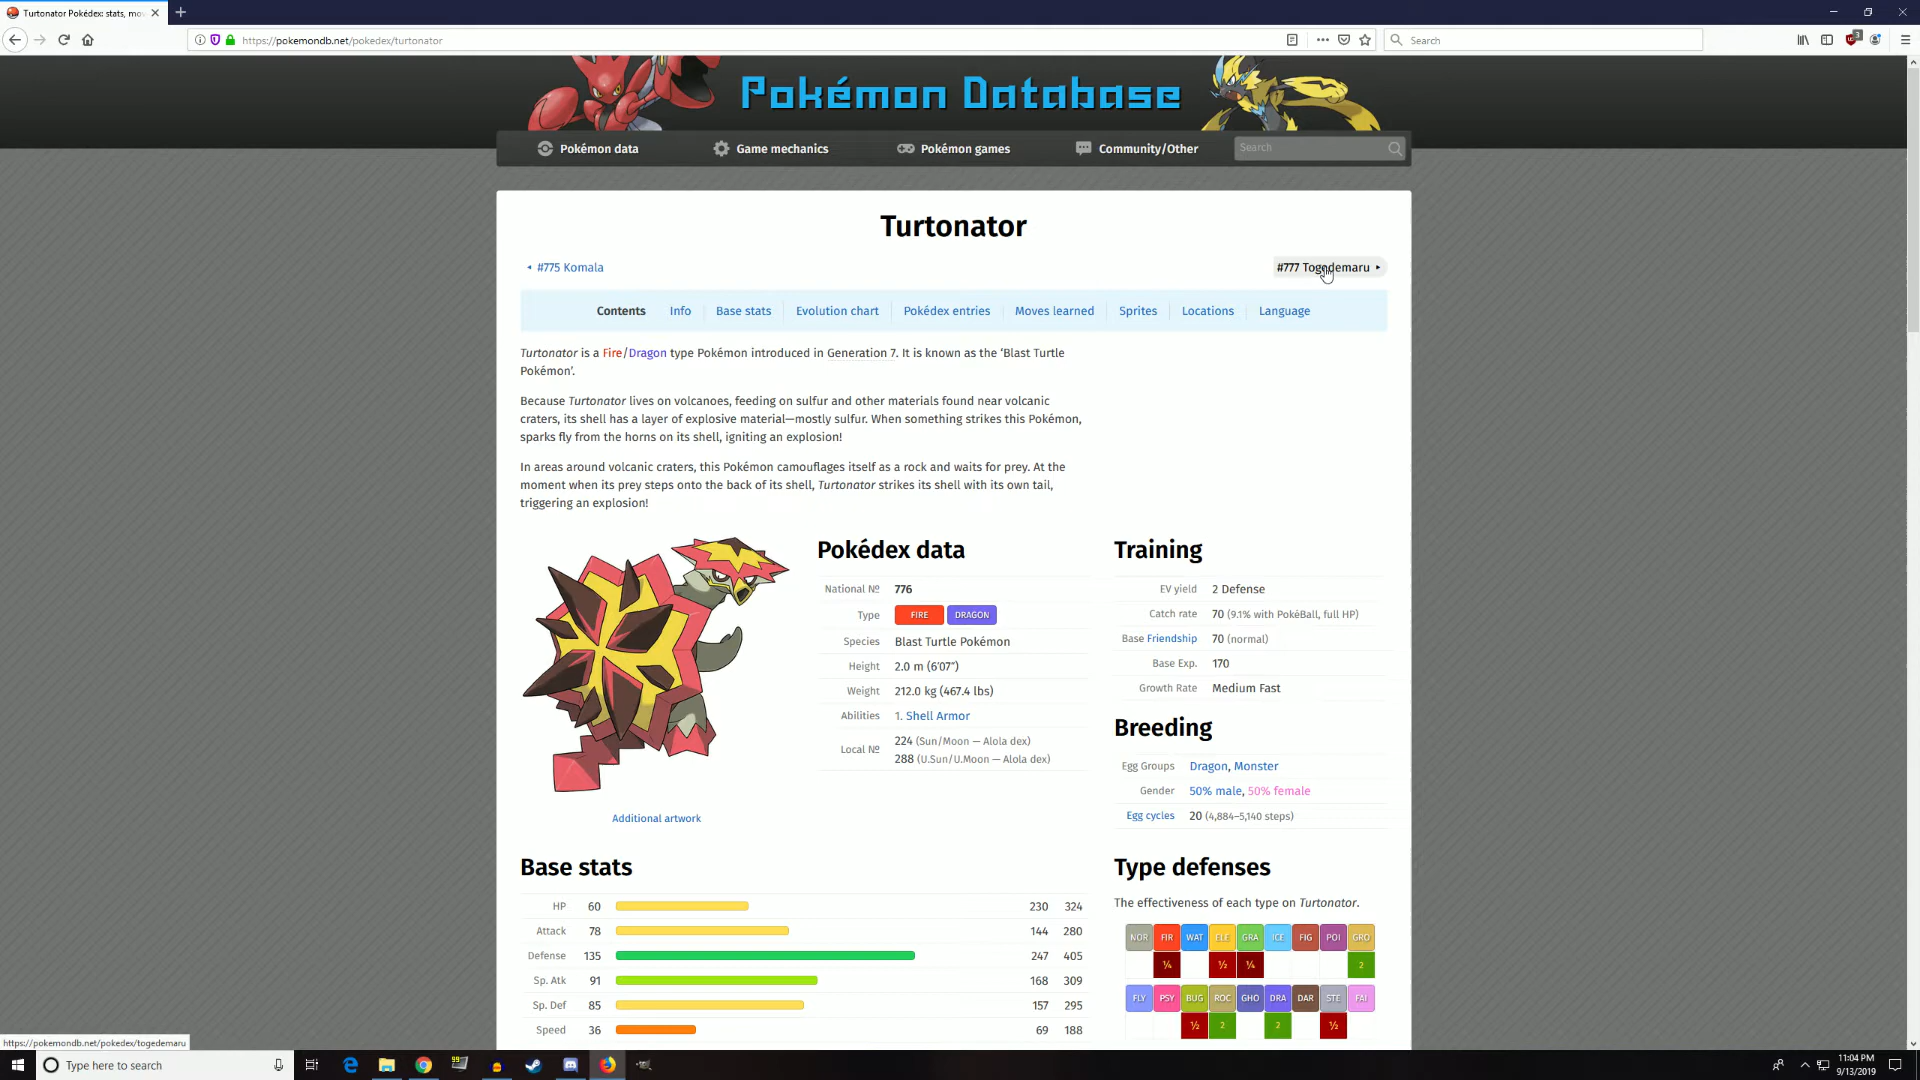 Turtonator Pokédex: stats, mo
https://pokemondb.net/pokedex/turtonator
Search
3
Pokémon Database
Pokémon data
Game mechanics
Pokémon games
Community/Other
Search
Turtonator
#775 Komala
#777 Togedemaru
Contents
Info
Base stats
Evolution chart
Pokédex entries
Moves learned
Sprites
Locations
Language
Turtonator is a Fire/Dragon type Pokémon introduced in Generation 7. It is known as the ‘Blast Turtle
Pokémon’.
Because Turtonator lives on volcanoes, feeding on sulfur and other materials found near volcanic
craters, its shell has a layer of explosive material—mostly sulfur. When something strikes this Pokémon,
sparks fly from the horns on its shell, igniting an explosion!
In areas around volcanic craters, this Pokémon camouflages itself as a rock and waits for prey. At the
moment when its prey steps onto the back of its shell, Turtonator strikes its shell with its own tail,
triggering an explosion!
Additional artwork
Pokédex data
National № 776
Type FIRE DRAGON
Species Blast Turtle Pokémon
Height 2.0 m (6′07″)
Weight 212.0 kg (467.4 lbs)
Abilities 1. Shell Armor
Local № 224 (Sun/Moon — Alola dex)
288 (U.Sun/U.Moon — Alola dex)
Training
EV yield 2 Defense
Catch rate 70 (9.1% with PokéBall, full HP)
Base Friendship 70 (normal)
Base Exp. 170
Growth Rate Medium Fast
Breeding
Egg Groups Dragon, Monster
Gender 50% male, 50% female
Egg cycles 20 (4,884–5,140 steps)
Base stats
HP 60 230 324
Attack 78 144 280
Defense 135 247 405
Sp. Atk 91 168 309
Sp. Def 85 157 295
Speed 36 69 188
Type defenses
The effectiveness of each type on Turtonator.
NOR FIR WAT ELE GRA ICE FIG POI GRO
¼ ½ ¼ 2
FLY PSY BUG ROC GHO DRA DAR STE FAI
½ 2 2 ½
https://pokemondb.net/pokedex/togedemaru
Type here to search
99
11:04 PM
9/13/2019